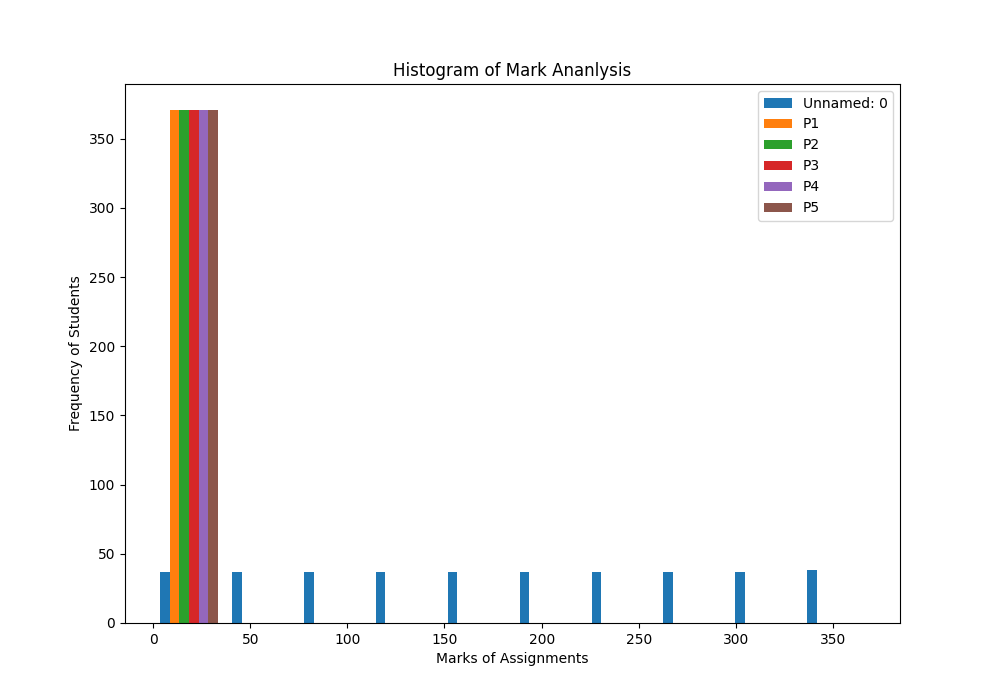 Histogram of Mark Ananlysis
Unnamed: 0
P1
P2
P3
P4
P5
350
300
250
200
150
100
50
0
Frequency of Students
0 50 100 150 200 250 300 350
Marks of Assignments